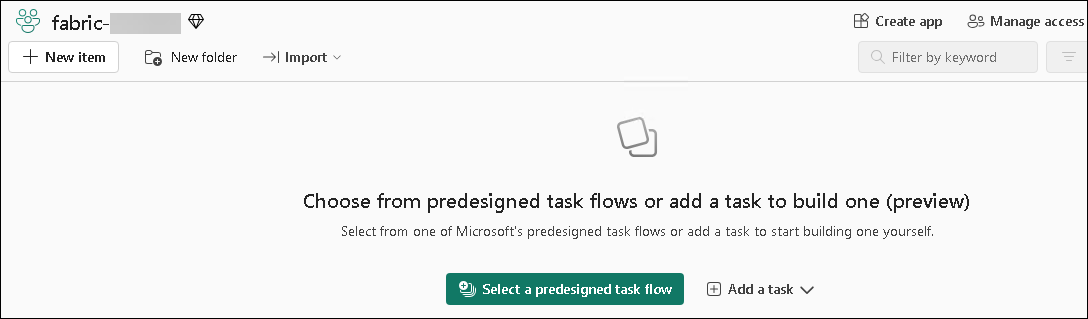 fabric-
Create app
Manage access
New item
New folder
Import
Filter by keyword
Choose from predesigned task flows or add a task to build one (preview)
Select from one of Microsoft's predesigned task flows or add a task to start building one yourself.
Select a predesigned task flow
Add a task